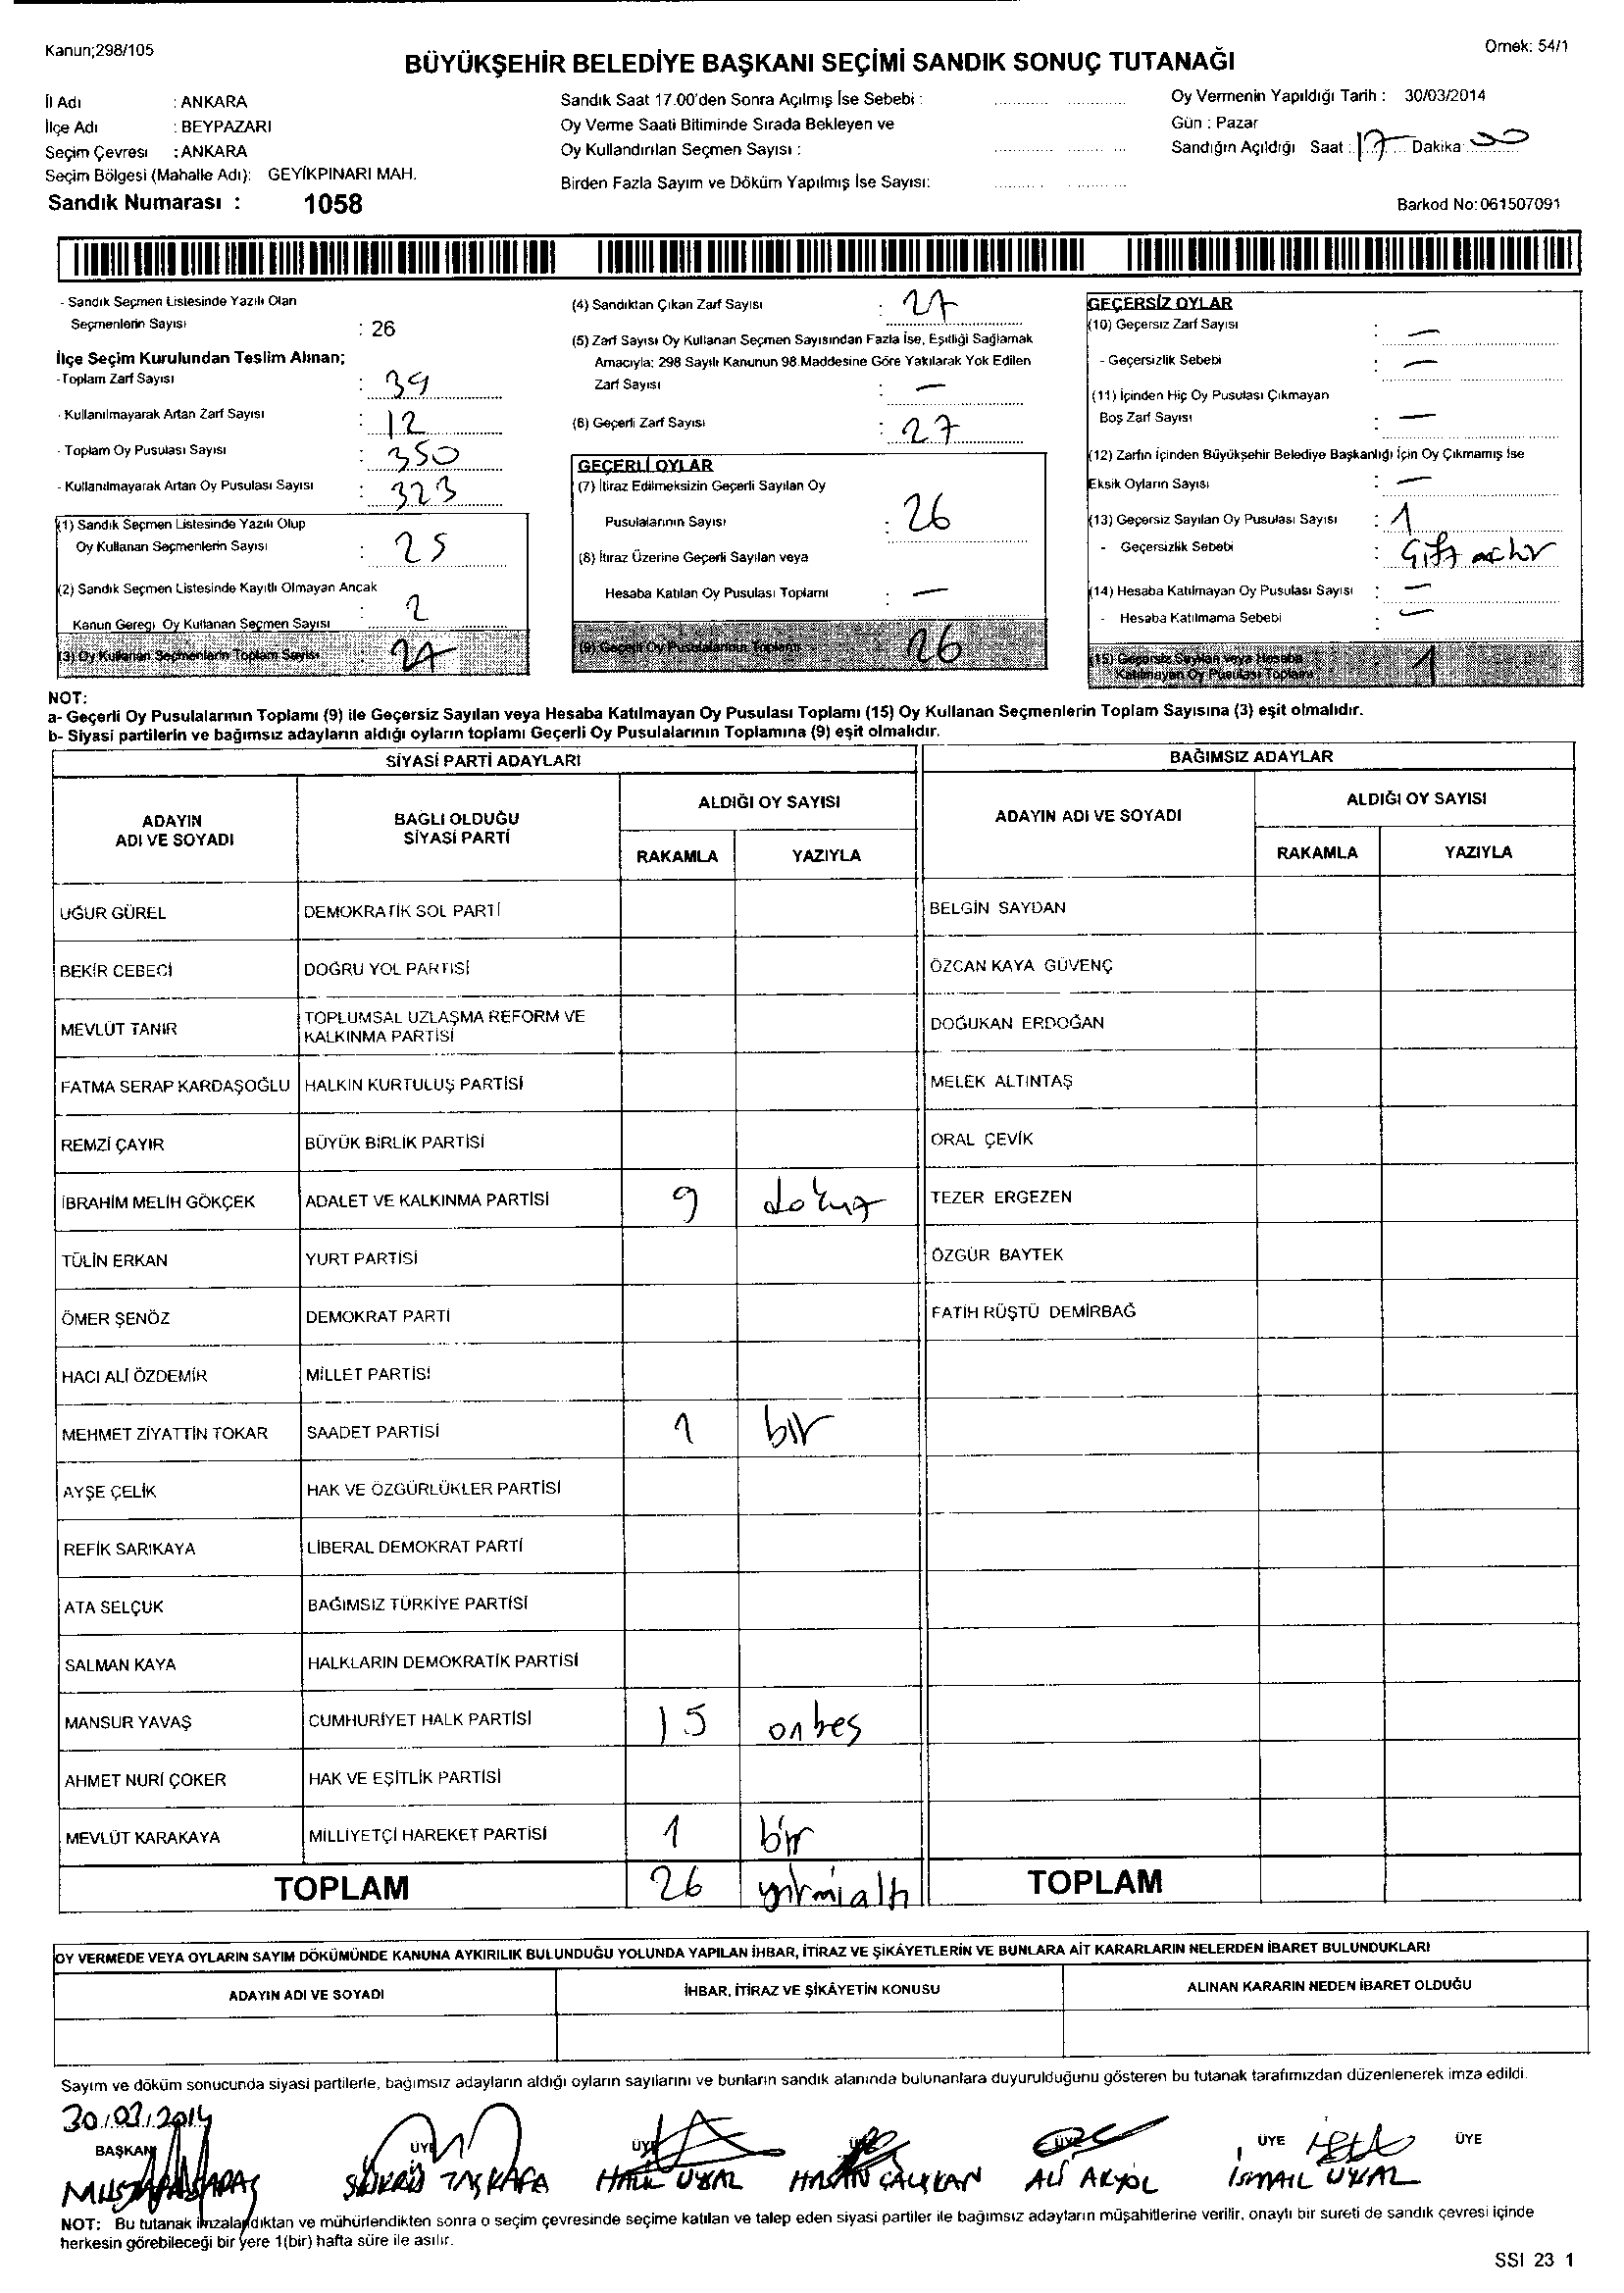 Kanun;298/105
Örnek: 54/1
BÜYÜKŞEHİR BELEDİYE BAŞKANI SEÇİMİ SANDIK SONUÇ TUTANAĞI
İl Adı : ANKARA
İlçe Adı : BEYPAZARI
Seçim Çevresi : ANKARA
Seçim Bölgesi (Mahalle Adı): GEYİKPINARI MAH.
Sandık Numarası : 1058
Sandık Saat 17.00'den Sonra Açılmış İse Sebebi :
Oy Verme Saati Bitiminde Sırada Bekleyen ve
Oy Kullandırılan Seçmen Sayısı :
Birden Fazla Sayım ve Döküm Yapılmış İse Sayısı:
Oy Vermenin Yapıldığı Tarih : 30/03/2014
Gün : Pazar
Sandığın Açıldığı Saat : 17 Dakika 00
Barkod No:061507091
- Sandık Seçmen Listesinde Yazılı Olan
Seçmenlerin Sayısı : 26
İlçe Seçim Kurulundan Teslim Alınan;
-Toplam Zarf Sayısı : 39
- Kullanılmayarak Artan Zarf Sayısı : 12
- Toplam Oy Pusulası Sayısı : 350
- Kullanılmayarak Artan Oy Pusulası Sayısı : 323
(1) Sandık Seçmen Listesinde Yazılı Olup
Oy Kullanan Seçmenlerin Sayısı : 25
(2) Sandık Seçmen Listesinde Kayıtlı Olmayan Ancak
Kanun Gereği Oy Kullanan Seçmen Sayısı : 2
(3) Oy Kullanan Seçmenlerin Toplam Sayısı : 27
(4) Sandıktan Çıkan Zarf Sayısı : 27
(5) Zarf Sayısı Oy Kullanan Seçmen Sayısından Fazla İse, Eşitliği Sağlamak
Amacıyla: 298 Sayılı Kanunun 98.Maddesine Göre Yakılarak Yok Edilen
Zarf Sayısı : —
(6) Geçerli Zarf Sayısı : 27
GEÇERLİ OYLAR
(7) İtiraz Edilmeksizin Geçerli Sayılan Oy
Pusulalarının Sayısı : 26
(8) İtiraz Üzerine Geçerli Sayılan veya
Hesaba Katılan Oy Pusulası Toplamı : —
(9) Geçerli Oy Pusulalarının Toplamı 26
GEÇERSİZ OYLAR
(10) Geçersiz Zarf Sayısı : —
- Geçersizlik Sebebi : —
(11) İçinden Hiç Oy Pusulası Çıkmayan
Boş Zarf Sayısı : —
(12) Zarfın İçinden Büyükşehir Belediye Başkanlığı İçin Oy Çıkmamış İse
Eksik Oyların Sayısı : —
(13) Geçersiz Sayılan Oy Pusulası Sayısı : 1
- Geçersizlik Sebebi :
(14) Hesaba Katılmayan Oy Pusulası Sayısı : —
- Hesaba Katılmama Sebebi : —
(15) Geçersiz Sayılan veya Hesaba
Katılmayan Oy Pusulası Toplamı 1
NOT:
a- Geçerli Oy Pusulalarının Toplamı (9) ile Geçersiz Sayılan veya Hesaba Katılmayan Oy Pusulası Toplamı (15) Oy Kullanan Seçmenlerin Toplam Sayısına (3) eşit olmalıdır.
b- Siyasi partilerin ve bağımsız adayların aldığı oyların toplamı Geçerli Oy Pusulalarının Toplamına (9) eşit olmalıdır.
SİYASİ PARTİ ADAYLARI
BAĞIMSIZ ADAYLAR
ADAYIN
ADI VE SOYADI
BAĞLI OLDUĞU
SİYASİ PARTİ
ALDIĞI OY SAYISI
RAKAMLA YAZIYLA
ADAYIN ADI VE SOYADI
ALDIĞI OY SAYISI
RAKAMLA YAZIYLA
UĞUR GÜREL DEMOKRATİK SOL PARTİ BELGİN SAYDAN
BEKİR CEBECİ DOĞRU YOL PARTİSİ ÖZCAN KAYA GÜVENÇ
MEVLÜT TANIR TOPLUMSAL UZLAŞMA REFORM VE
KALKINMA PARTİSİ DOĞUKAN ERDOĞAN
FATMA SERAP KARDAŞOĞLU HALKIN KURTULUŞ PARTİSİ MELEK ALTINTAŞ
REMZİ ÇAYIR BÜYÜK BİRLİK PARTİSİ ORAL ÇEVİK
İBRAHİM MELİH GÖKÇEK ADALET VE KALKINMA PARTİSİ 9 dokuz TEZER ERGEZEN
TÜLİN ERKAN YURT PARTİSİ ÖZGÜR BAYTEK
ÖMER ŞENÖZ DEMOKRAT PARTİ FATİH RÜŞTÜ DEMİRBAĞ
HACI ALİ ÖZDEMİR MİLLET PARTİSİ
MEHMET ZİYATTİN TOKAR SAADET PARTİSİ 1 bir
AYŞE ÇELİK HAK VE ÖZGÜRLÜKLER PARTİSİ
REFİK SARIKAYA LİBERAL DEMOKRAT PARTİ
ATA SELÇUK BAĞIMSIZ TÜRKİYE PARTİSİ
SALMAN KAYA HALKLARIN DEMOKRATİK PARTİSİ
MANSUR YAVAŞ CUMHURİYET HALK PARTİSİ 15 onbeş
AHMET NURİ ÇOKER HAK VE EŞİTLİK PARTİSİ
MEVLÜT KARAKAYA MİLLİYETÇİ HAREKET PARTİSİ 1 bir
TOPLAM 26 yirmialtı TOPLAM
OY VERMEDE VEYA OYLARIN SAYIM DÖKÜMÜNDE KANUNA AYKIRILIK BULUNDUĞU YOLUNDA YAPILAN İHBAR, İTİRAZ VE ŞİKÂYETLERİN VE BUNLARA AİT KARARLARIN NELERDEN İBARET BULUNDUKLARI
ADAYIN ADI VE SOYADI İHBAR, İTİRAZ VE ŞİKÂYETİN KONUSU ALINAN KARARIN NEDEN İBARET OLDUĞU
Sayım ve döküm sonucunda siyasi partilerle, bağımsız adayların aldığı oyların sayılarını ve bunların sandık alanında bulunanlara duyurulduğunu gösteren bu tutanak tarafımızdan düzenlenerek imza edildi.
30.03.2014
BAŞKAN ÜYE ÜYE ÜYE ÜYE ÜYE ÜYE
MUSTAFA ŞÜKRÜ HALİL UYSAL HASAN ÇALIŞKAN ALİ AKYOL İSMAİL UYSAL
NOT: Bu tutanak imzalandıktan ve mühürlendikten sonra o seçim çevresinde seçime katılan ve talep eden siyasi partiler ile bağımsız adayların müşahitlerine verilir, onaylı bir sureti de sandık çevresi içinde
herkesin görebileceği bir yere 1(bir) hafta süre ile asılır.
SSI 23 1